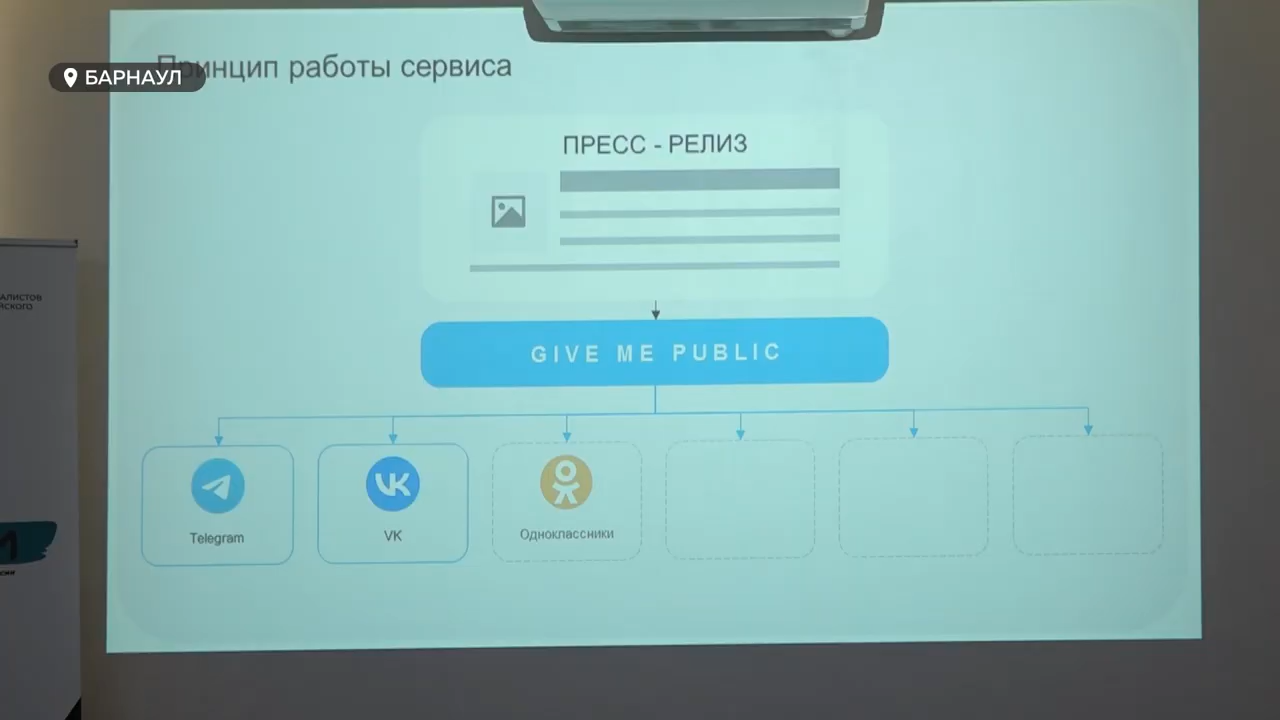 Принцип работы сервиса
БАРНАУЛ
ПРЕСС - РЕЛИЗ
GIVE ME PUBLIC
Telegram
VK
Одноклассники